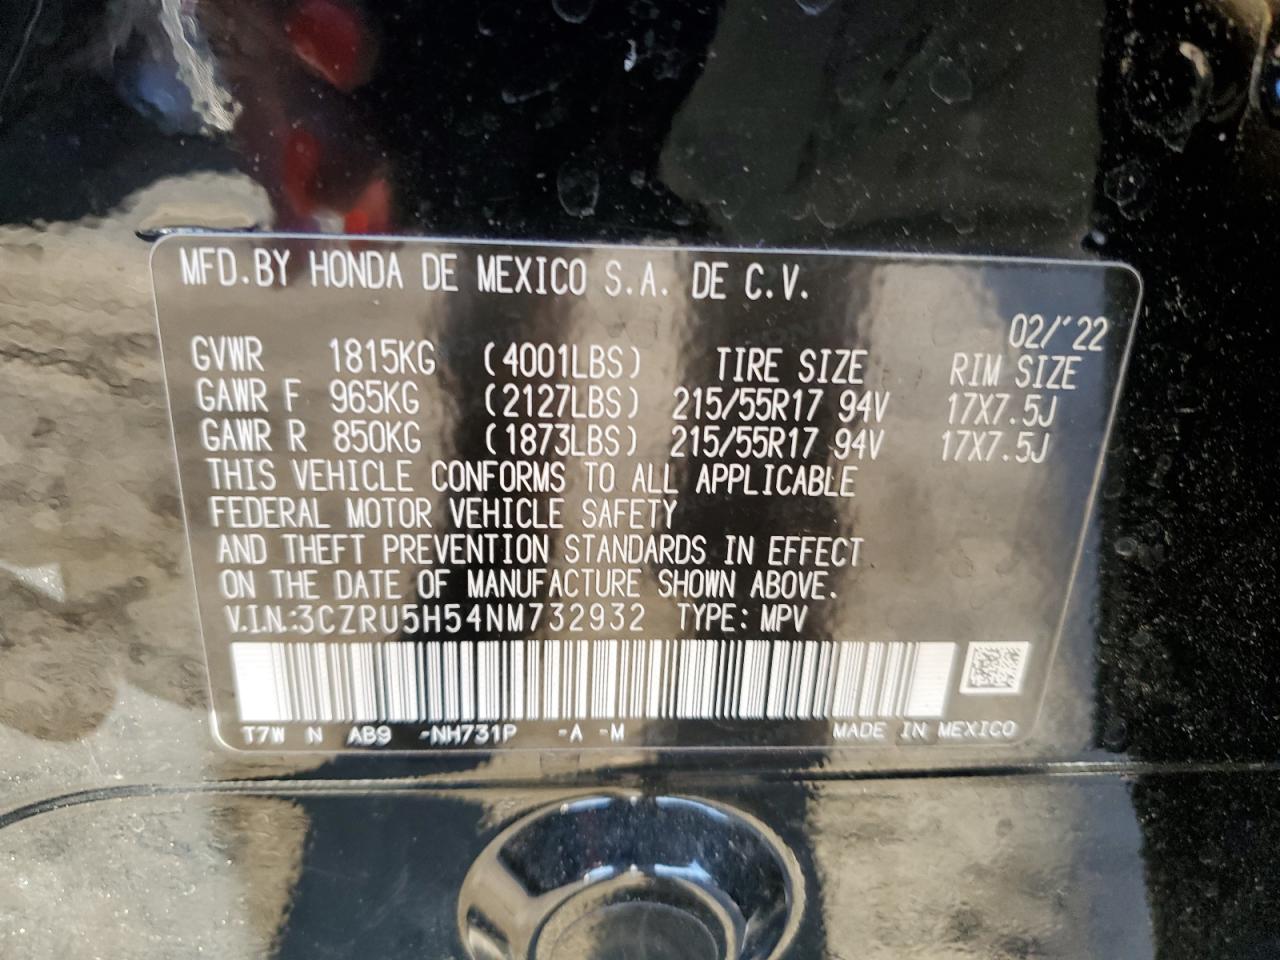 MFD.BY HONDA DE MEXICO S.A. DE C.V.
02/'22
GVWR 1815KG (4001LBS) TIRE SIZE RIM SIZE
GAWR F 965KG (2127LBS) 215/55R17 94V 17X7.5J
GAWR R 850KG (1873LBS) 215/55R17 94V 17X7.5J
THIS VEHICLE CONFORMS TO ALL APPLICABLE
FEDERAL MOTOR VEHICLE SAFETY
AND THEFT PREVENTION STANDARDS IN EFFECT
ON THE DATE OF MANUFACTURE SHOWN ABOVE.
V.I.N.:3CZRU5H54NM732932 TYPE: MPV
T7W N AB9 -NH731P -A -M MADE IN MEXICO